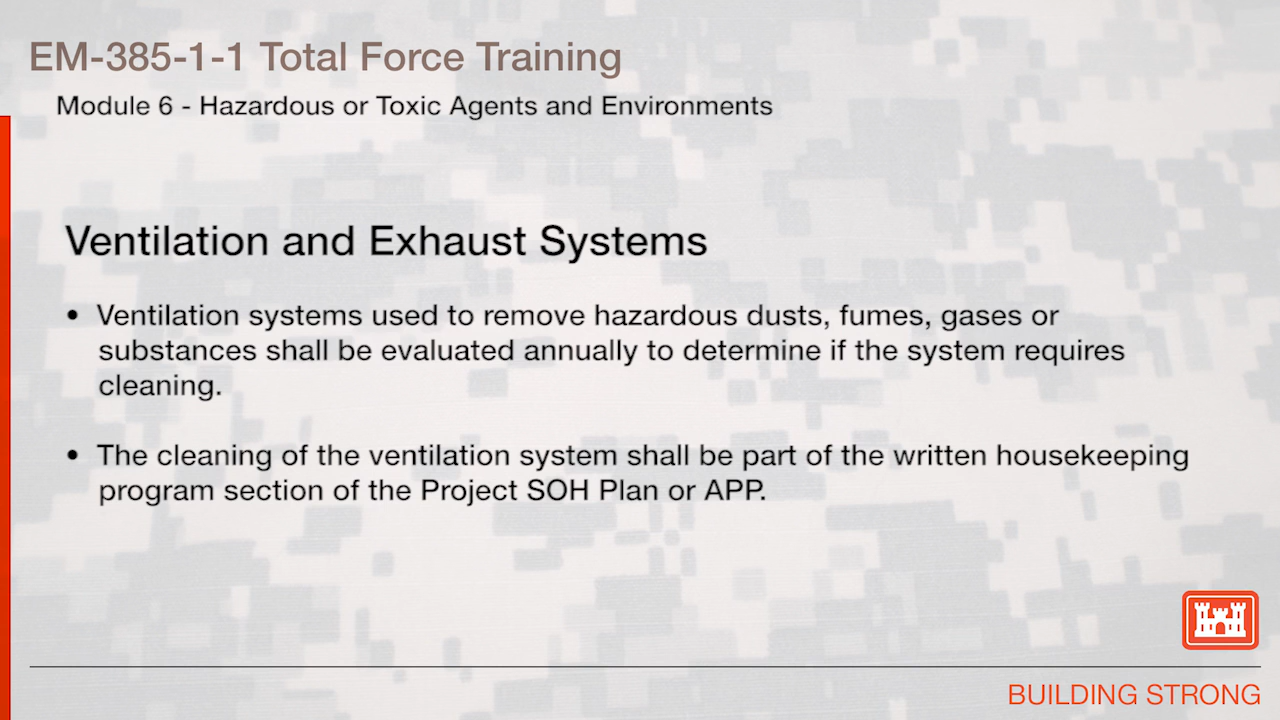 EM-385-1-1 Total Force Training
Module 6 - Hazardous or Toxic Agents and Environments
Ventilation and Exhaust Systems
• Ventilation systems used to remove hazardous dusts, fumes, gases or
substances shall be evaluated annually to determine if the system requires
cleaning.
• The cleaning of the ventilation system shall be part of the written housekeeping
program section of the Project SOH Plan or APP.
BUILDING STRONG